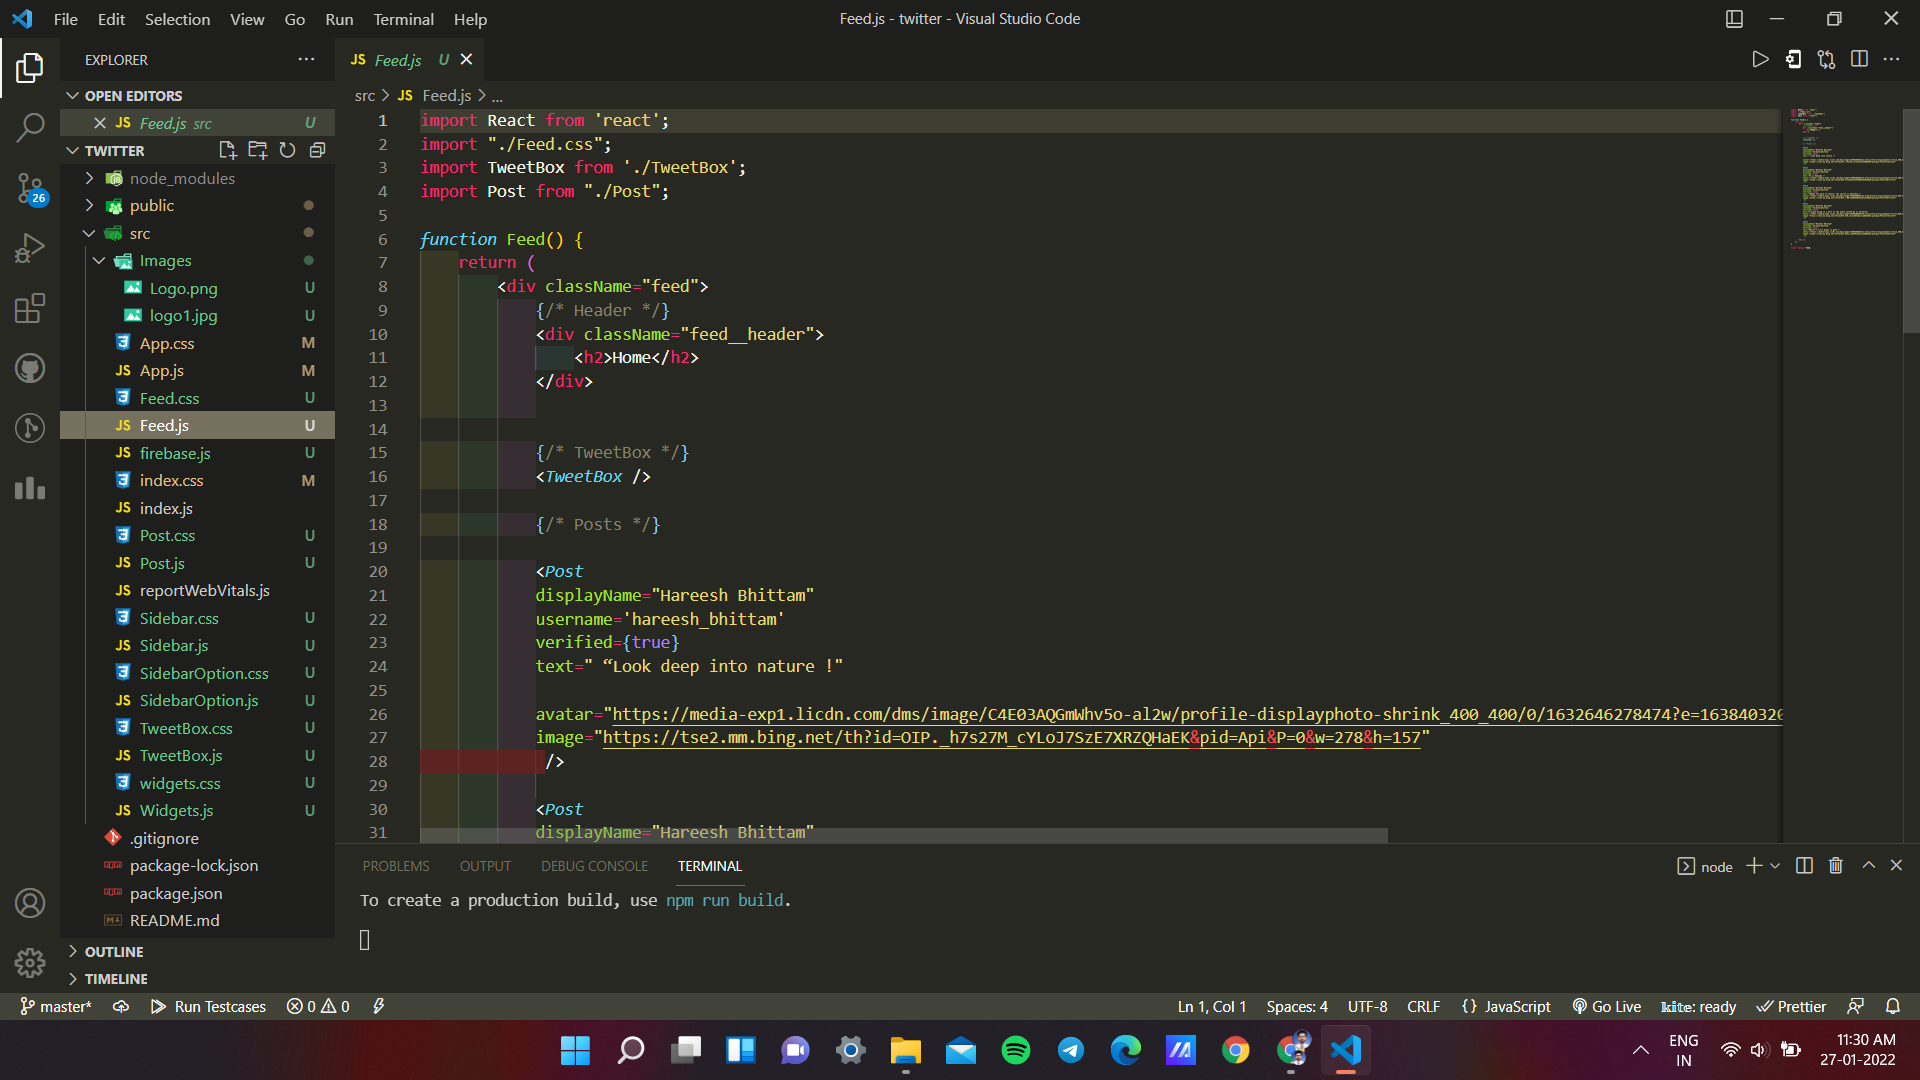 File Edit Selection View Go Run Terminal Help
Feed.js - twitter - Visual Studio Code
EXPLORER
OPEN EDITORS
JS Feed.js src U
TWITTER
node_modules
public
src
Images
Logo.png U
logo1.jpg U
App.css M
JS App.js M
Feed.css U
JS Feed.js U
JS firebase.js U
index.css M
JS index.js
Post.css U
JS Post.js U
JS reportWebVitals.js
Sidebar.css U
JS Sidebar.js U
SidebarOption.css U
JS SidebarOption.js U
TweetBox.css U
JS TweetBox.js U
widgets.css U
JS Widgets.js U
.gitignore
package-lock.json
package.json
README.md
OUTLINE
TIMELINE
26
JS Feed.js U
src > JS Feed.js > ...
1 import React from 'react';
2 import "./Feed.css";
3 import TweetBox from './TweetBox';
4 import Post from "./Post";
5
6 function Feed() {
7 return (
8 <div className="feed">
9 {/* Header */}
10 <div className="feed__header">
11 <h2>Home</h2>
12 </div>
13
14
15 {/* TweetBox */}
16 <TweetBox />
17
18 {/* Posts */}
19
20 <Post
21 displayName="Hareesh Bhittam"
22 username='hareesh_bhittam'
23 verified={true}
24 text=" “Look deep into nature !"
25
26 avatar="https://media-exp1.licdn.com/dms/image/C4E03AQGmWhv5o-al2w/profile-displayphoto-shrink_400_400/0/1632646278474?e=163840320
27 image="https://tse2.mm.bing.net/th?id=OIP._h7s27M_cYLoJ7SzE7XRZQHaEK&pid=Api&P=0&w=278&h=157"
28 />
29
30 <Post
31 displayName="Hareesh Bhittam"
PROBLEMS OUTPUT DEBUG CONSOLE TERMINAL
node
To create a production build, use npm run build.
master* Run Testcases 0 0
Ln 1, Col 1 Spaces: 4 UTF-8 CRLF {} JavaScript Go Live kite: ready Prettier
ENG
IN
11:30 AM
27-01-2022